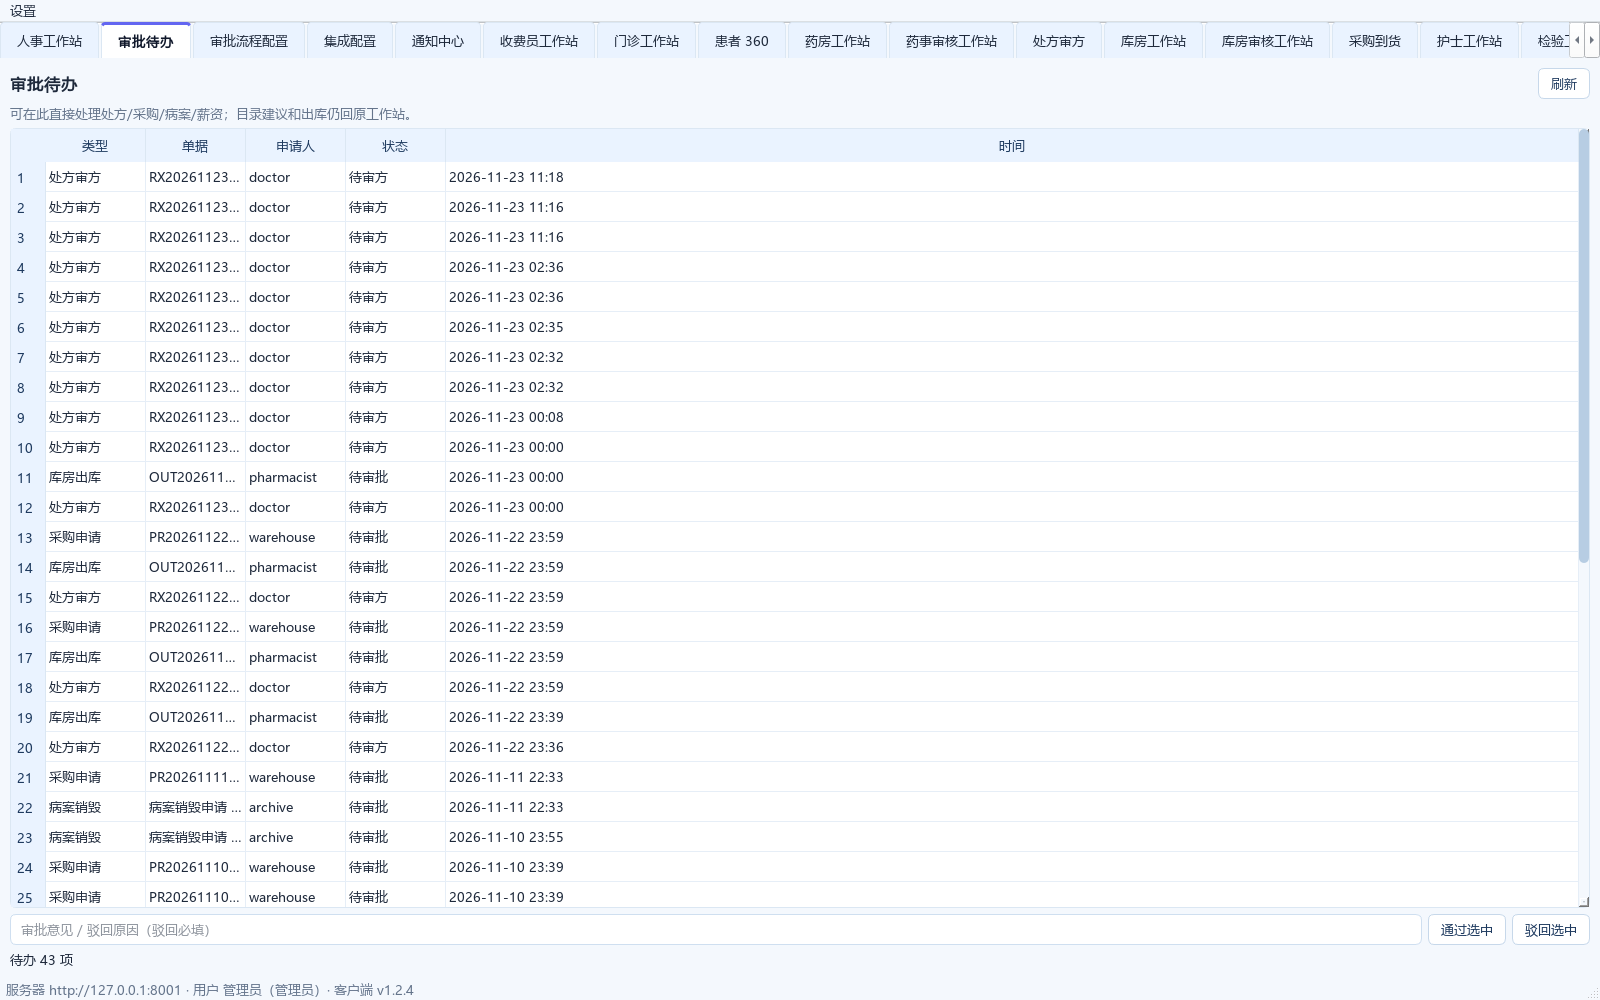 设置
人事工作站 审批待办 审批流程配置 集成配置 通知中心 收费员工作站 门诊工作站 患者 360 药房工作站 药事审核工作站 处方审方 库房工作站 库房审核工作站 采购到货 护士工作站 检验
审批待办 刷新
可在此直接处理处方/采购/病案/薪资；目录建议和出库仍回原工作站。
类型 单据 申请人 状态 时间
1 处方审方 RX20261123... doctor 待审方 2026-11-23 11:18
2 处方审方 RX20261123... doctor 待审方 2026-11-23 11:16
3 处方审方 RX20261123... doctor 待审方 2026-11-23 11:16
4 处方审方 RX20261123... doctor 待审方 2026-11-23 02:36
5 处方审方 RX20261123... doctor 待审方 2026-11-23 02:36
6 处方审方 RX20261123... doctor 待审方 2026-11-23 02:35
7 处方审方 RX20261123... doctor 待审方 2026-11-23 02:32
8 处方审方 RX20261123... doctor 待审方 2026-11-23 02:32
9 处方审方 RX20261123... doctor 待审方 2026-11-23 00:08
10 处方审方 RX20261123... doctor 待审方 2026-11-23 00:00
11 库房出库 OUT202611... pharmacist 待审批 2026-11-23 00:00
12 处方审方 RX20261123... doctor 待审方 2026-11-23 00:00
13 采购申请 PR20261122... warehouse 待审批 2026-11-22 23:59
14 库房出库 OUT202611... pharmacist 待审批 2026-11-22 23:59
15 处方审方 RX20261122... doctor 待审方 2026-11-22 23:59
16 采购申请 PR20261122... warehouse 待审批 2026-11-22 23:59
17 库房出库 OUT202611... pharmacist 待审批 2026-11-22 23:59
18 处方审方 RX20261122... doctor 待审方 2026-11-22 23:59
19 库房出库 OUT202611... pharmacist 待审批 2026-11-22 23:39
20 处方审方 RX20261122... doctor 待审方 2026-11-22 23:36
21 采购申请 PR20261111... warehouse 待审批 2026-11-11 22:33
22 病案销毁 病案销毁申请 ... archive 待审批 2026-11-11 22:33
23 病案销毁 病案销毁申请 ... archive 待审批 2026-11-10 23:55
24 采购申请 PR20261110... warehouse 待审批 2026-11-10 23:39
25 采购申请 PR20261110... warehouse 待审批 2026-11-10 23:39
审批意见 / 驳回原因（驳回必填） 通过选中 驳回选中
待办 43 项
服务器 http://127.0.0.1:8001 · 用户 管理员（管理员）· 客户端 v1.2.4